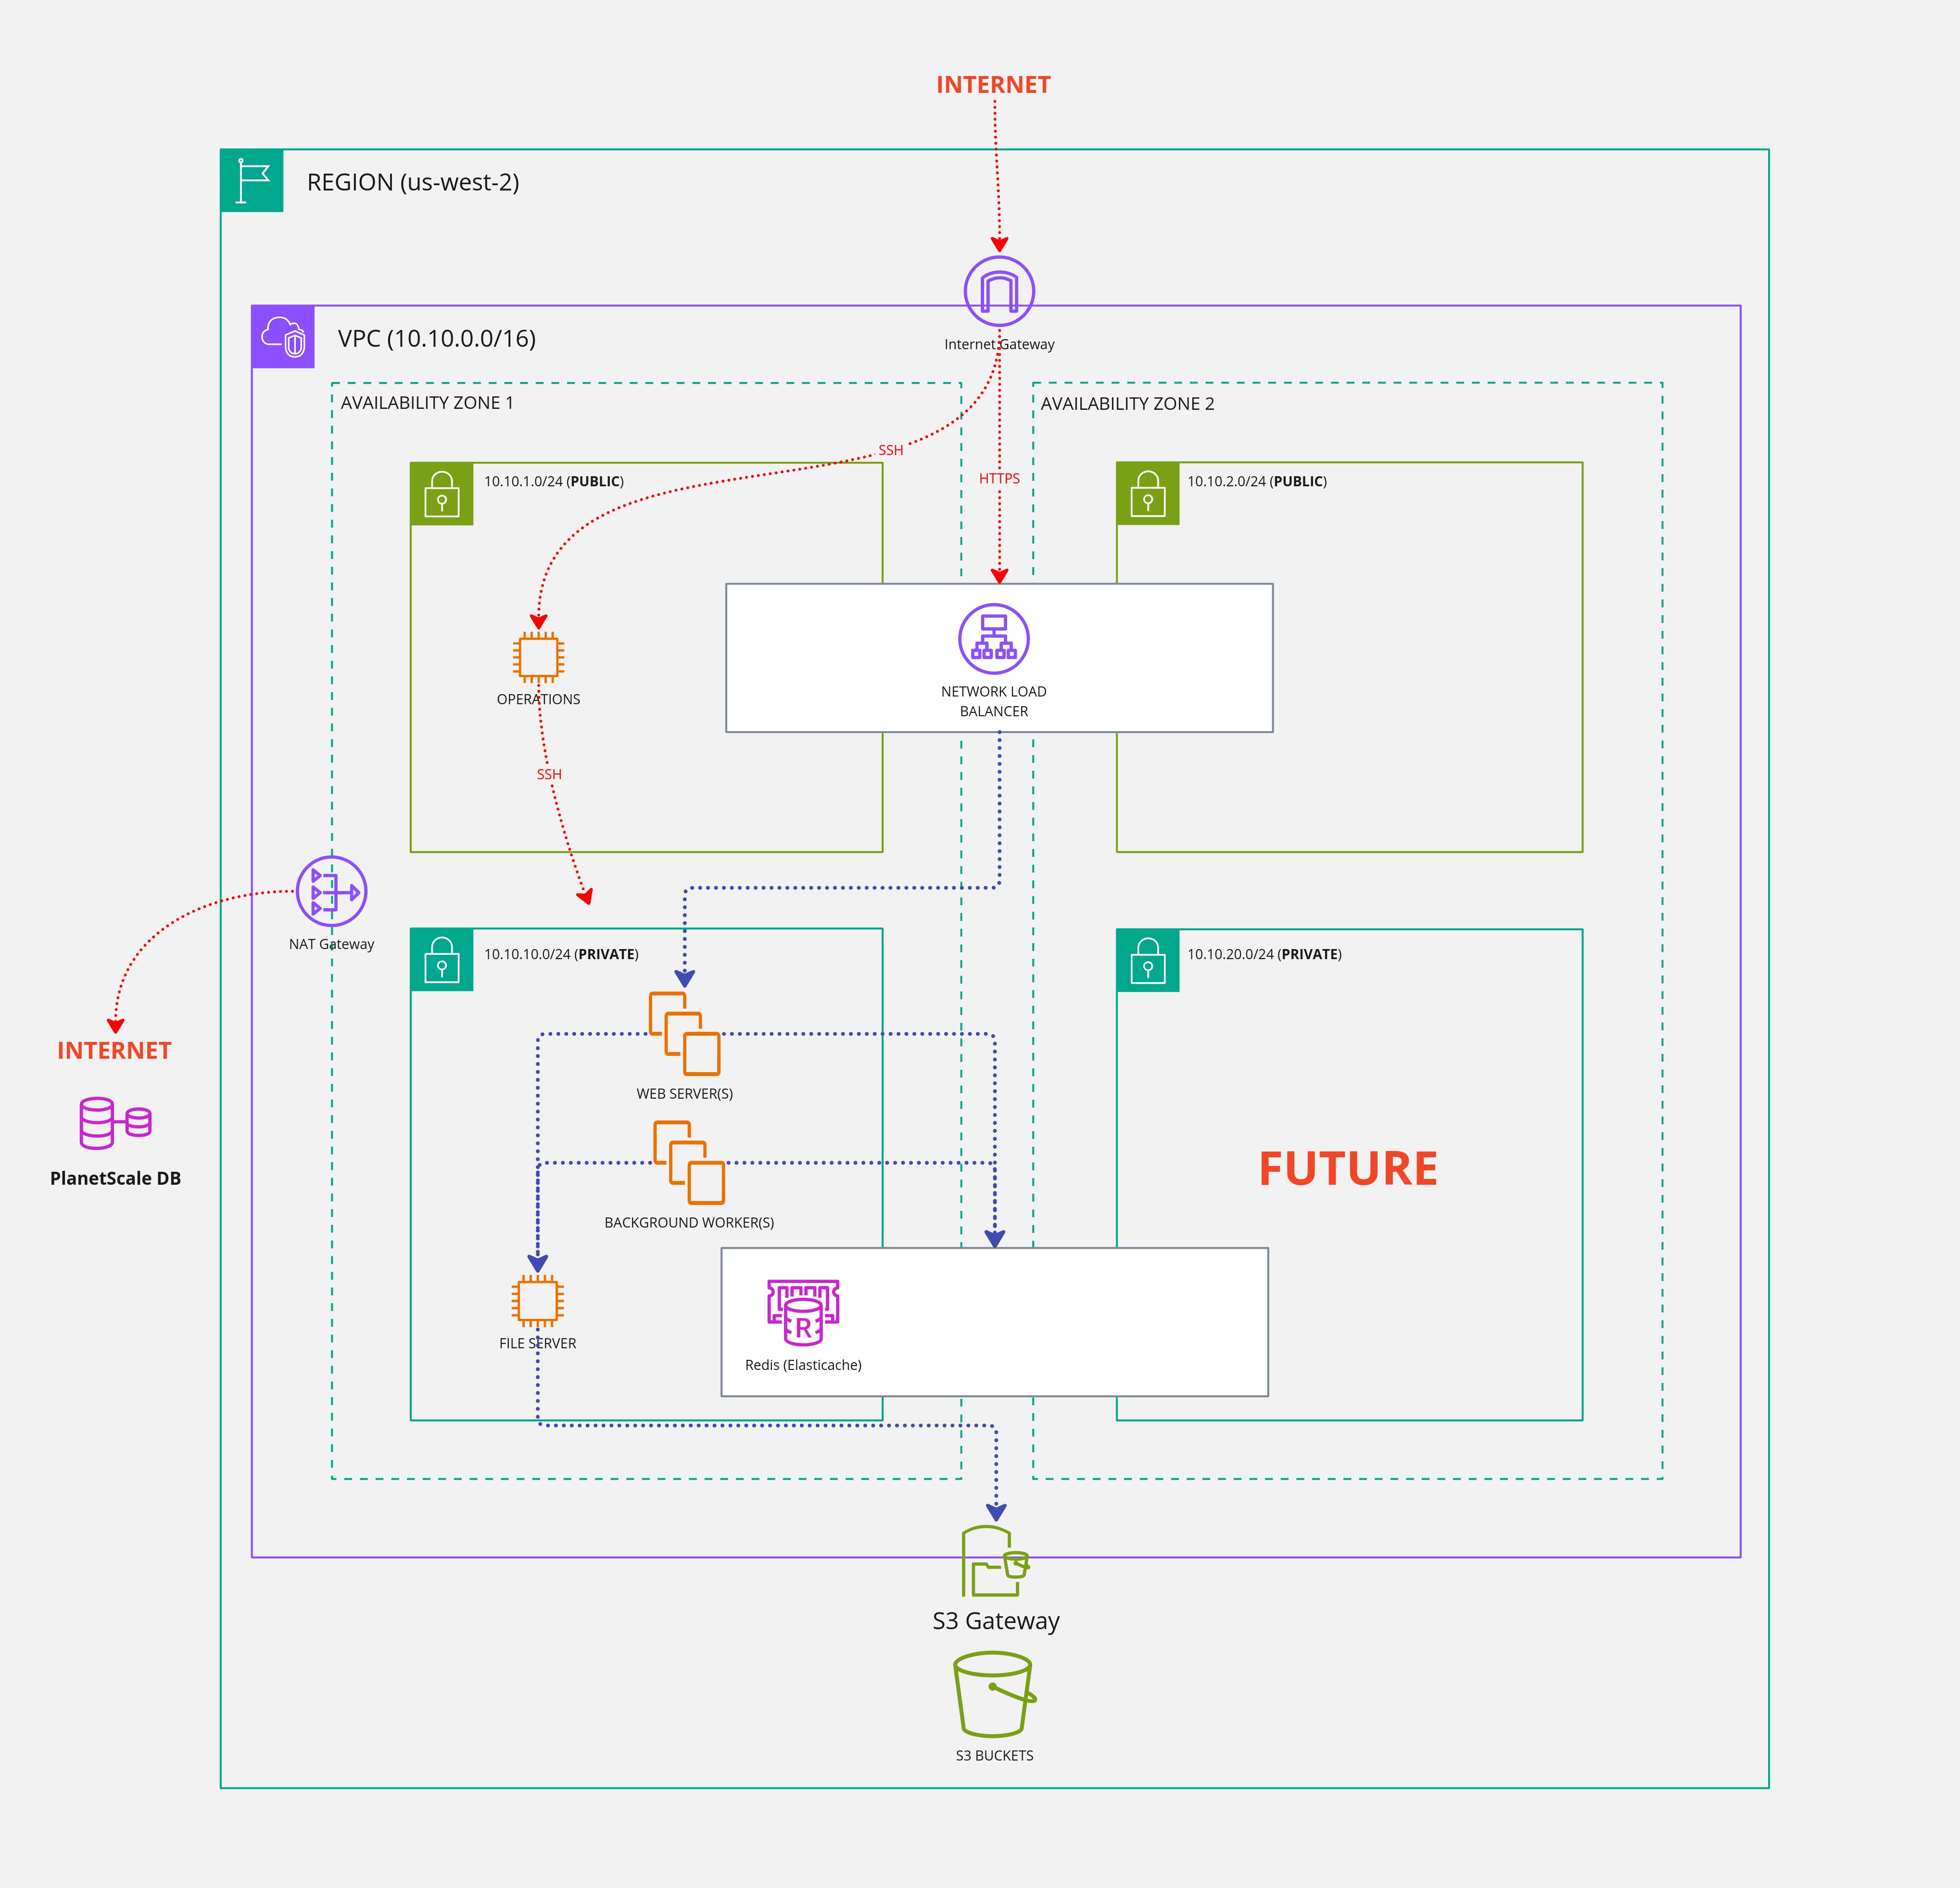 INTERNET
REGION (us-west-2)
VPC (10.10.0.0/16)
Internet Gateway
AVAILABILITY ZONE 1
AVAILABILITY ZONE 2
SSH
HTTPS
10.10.1.0/24 (PUBLIC)
10.10.2.0/24 (PUBLIC)
OPERATIONS
NETWORK LOAD
BALANCER
SSH
NAT Gateway
10.10.10.0/24 (PRIVATE)
10.10.20.0/24 (PRIVATE)
INTERNET
PlanetScale DB
WEB SERVER(S)
BACKGROUND WORKER(S)
FUTURE
FILE SERVER
R
Redis (Elasticache)
S3 Gateway
S3 BUCKETS